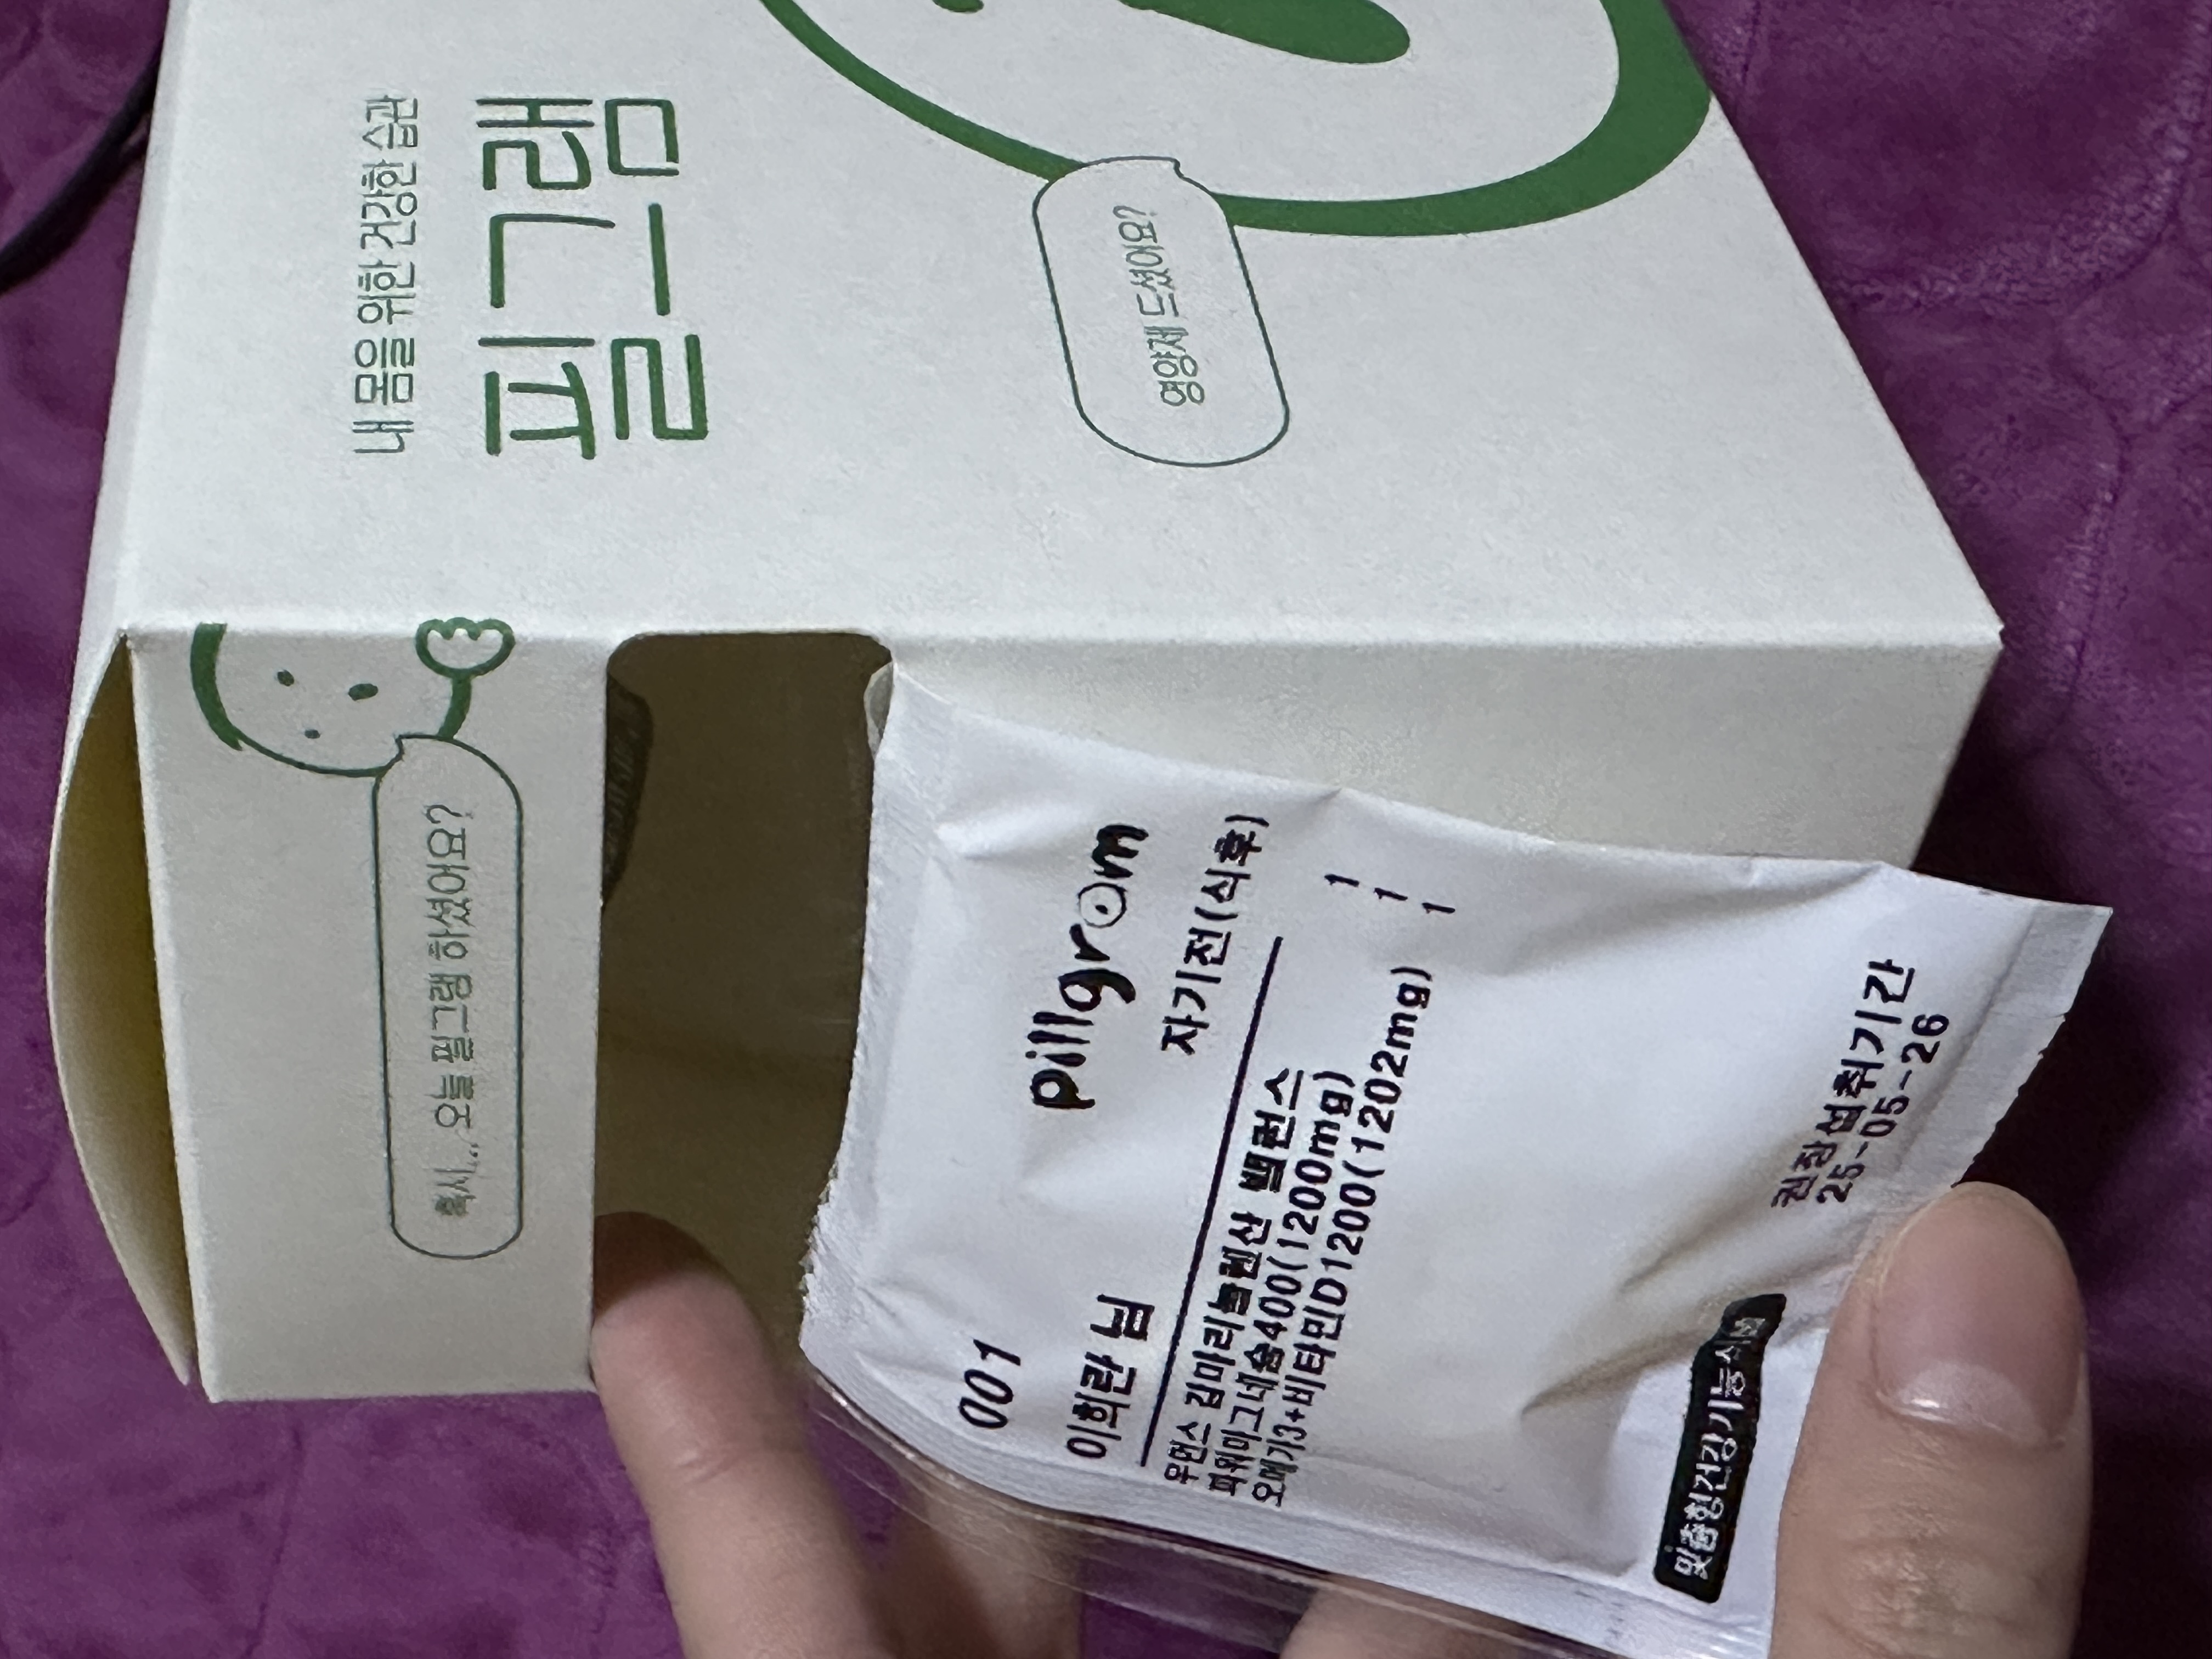 내 몸을 위한 건강한 습관
필그램
영양제 드셨어요?
혹시... 오늘 필그램 하셨어요?
001
pillgram
이희란 님
자기전(식후)
우먼스 감마리놀렌산 밸런스 1
파워마그네슘400(1200mg) 1
오메가3+비타민D1200(1202mg) 1
맞춤형건강기능식품
권장섭취기간
25-05-26